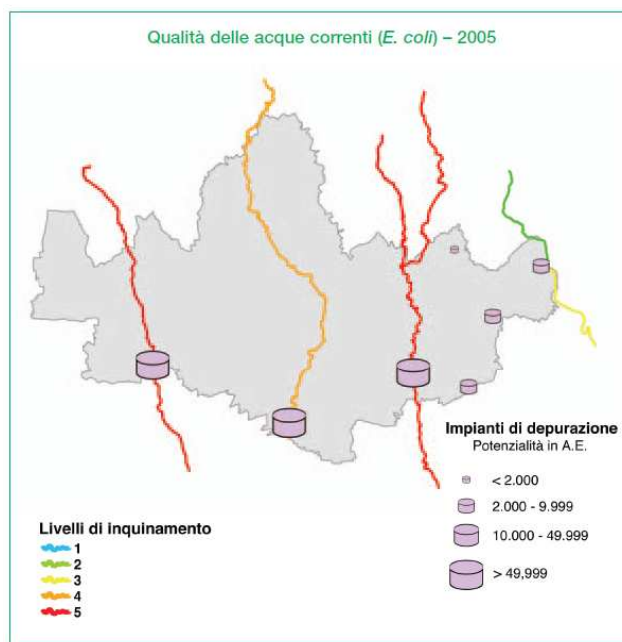 Qualità delle acque correnti (E. coli) – 2005
Impianti di depurazione
Potenzialità in A.E.
< 2.000
2.000 - 9.999
10.000 - 49.999
> 49,999
Livelli di inquinamento
1
2
3
4
5